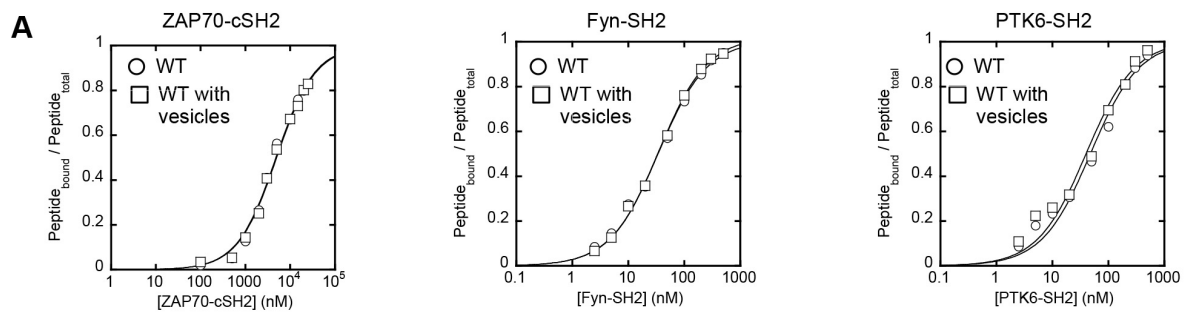 A
ZAP70-cSH2
Peptide_bound / Peptide_total
1
0.8
0.6
0.4
0.2
0
WT
WT with
vesicles
1 10 100 1000 10⁴ 10⁵
[ZAP70-cSH2] (nM)
Fyn-SH2
Peptide_bound / Peptide_total
1
0.8
0.6
0.4
0.2
0
WT
WT with
vesicles
0.1 1 10 100 1000
[Fyn-SH2] (nM)
PTK6-SH2
Peptide_bound / Peptide_total
1
0.8
0.6
0.4
0.2
0
WT
WT with
vesicles
0.1 1 10 100 1000
[PTK6-SH2] (nM)